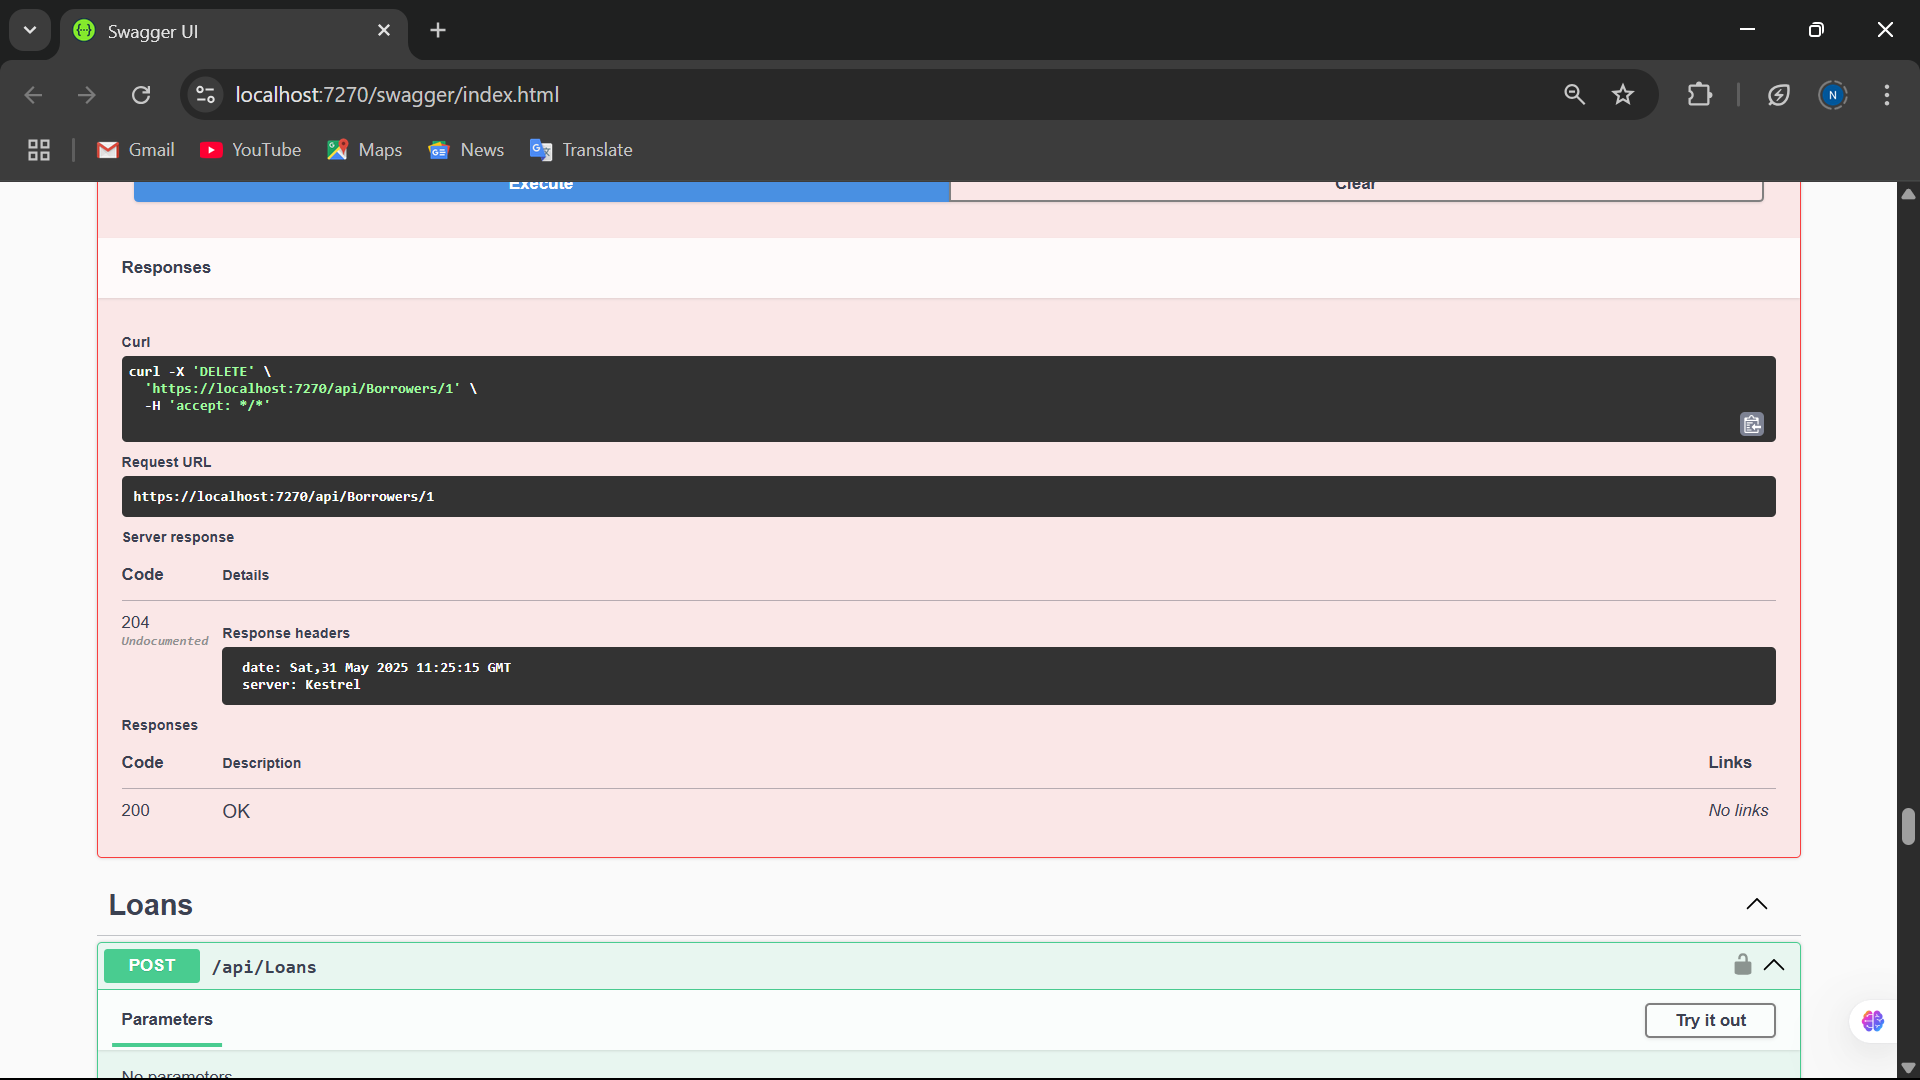 Swagger UI
localhost:7270/swagger/index.html
N
Gmail
YouTube
Maps
News
Translate
Execute
Clear
Responses
Curl
curl -X 'DELETE' \
'https://localhost:7270/api/Borrowers/1' \
-H 'accept: */*'
Request URL
https://localhost:7270/api/Borrowers/1
Server response
Code Details
204
Undocumented
Response headers
date: Sat,31 May 2025 11:25:15 GMT
server: Kestrel
Responses
Code Description Links
200 OK No links
Loans
POST /api/Loans
Parameters
Try it out
No parameters